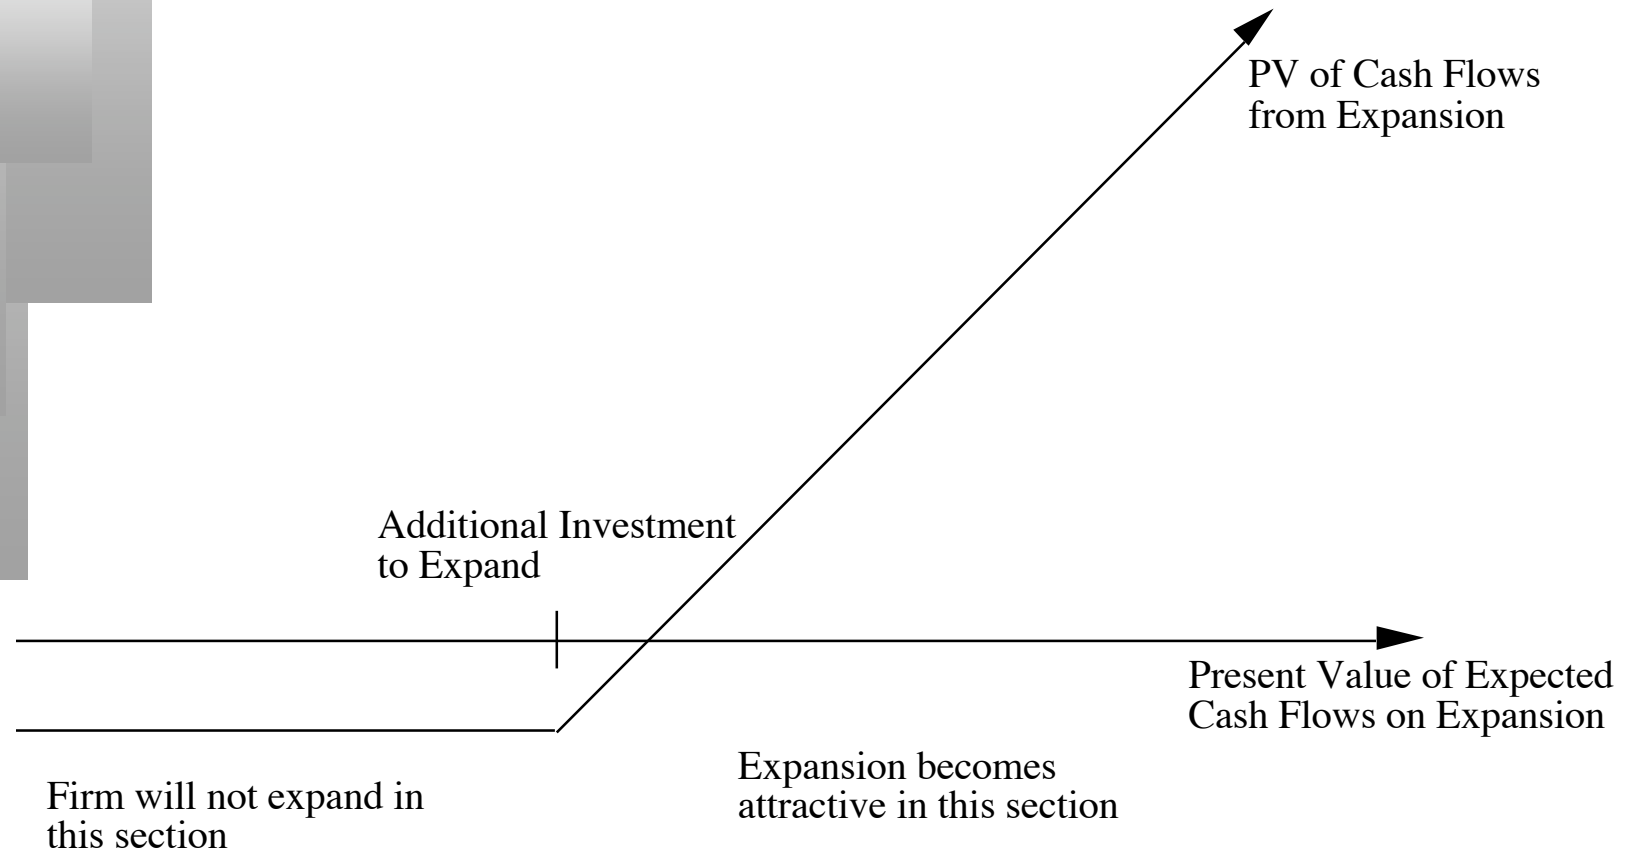 PV of Cash Flows
from Expansion
Additional Investment
to Expand
Present Value of Expected
Cash Flows on Expansion
Expansion becomes
attractive in this section
Firm will not expand in
this section